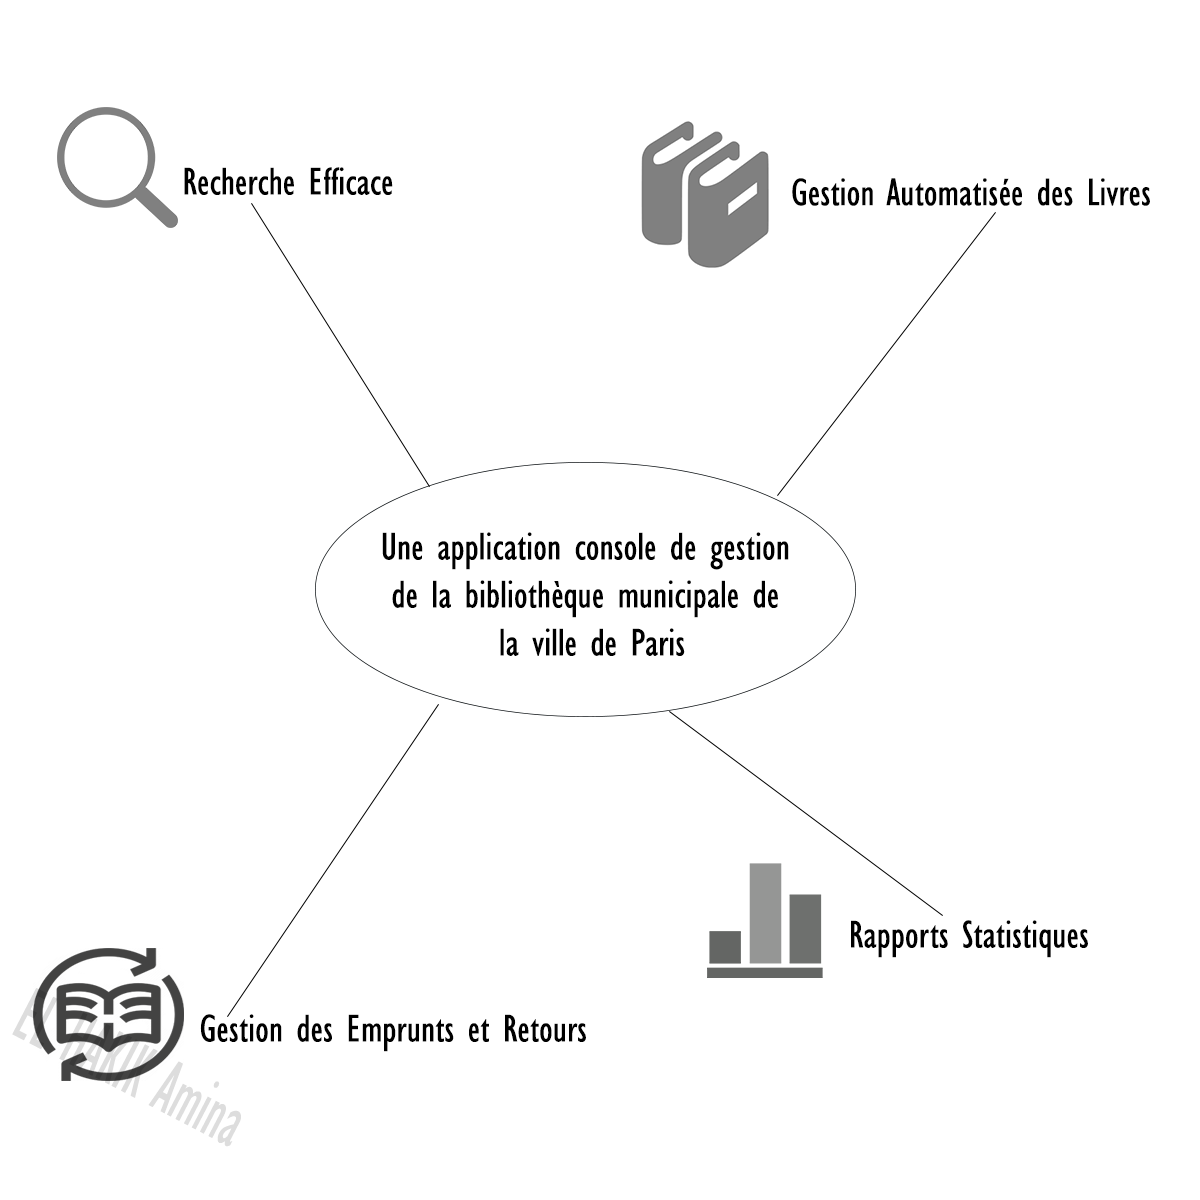 Recherche Efficace
Gestion Automatisée des Livres
Une application console de gestion
de la bibliothèque municipale de
la ville de Paris
Rapports Statistiques
Gestion des Emprunts et Retours
Amina